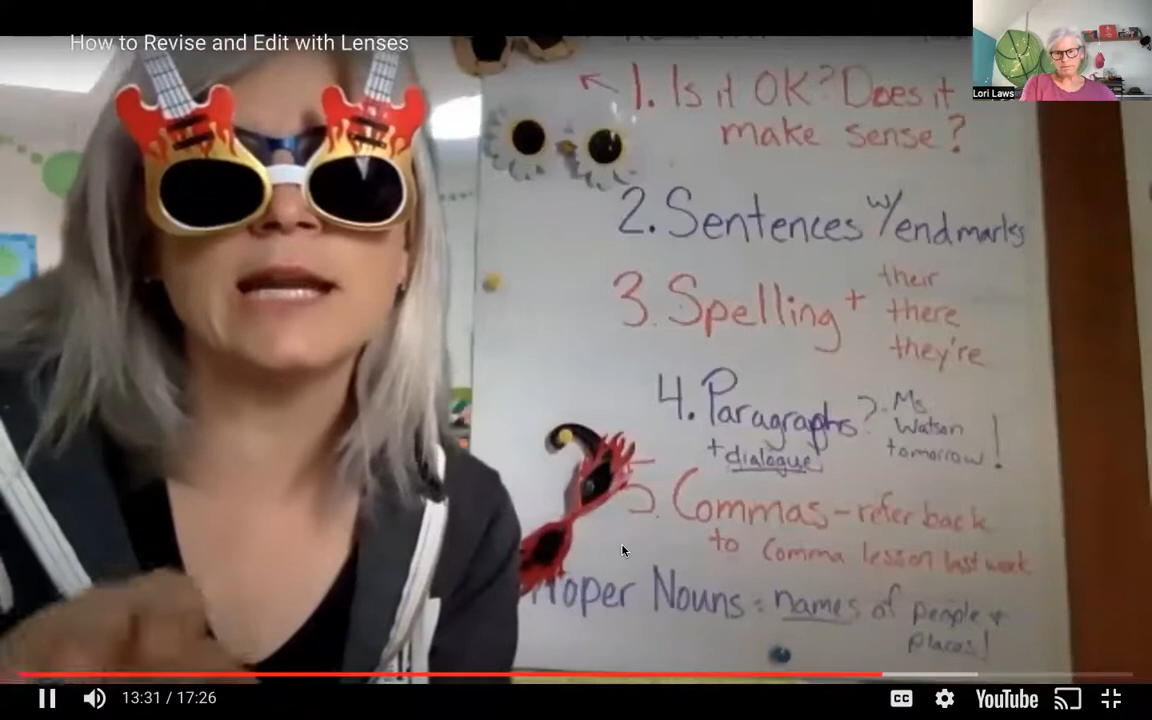 How to Revise and Edit with Lenses
Lori Laws
1. Is it OK? Does it
make sense?
2. Sentences w/endmarks
3. Spelling + their
there
they're
4. Paragraphs? - Ms
Watson
tomorrow!
+ dialogue
5. Commas - refer back
to comma lesson last week
Proper Nouns = names of people +
places!
13:31 / 17:26
CC
YouTube